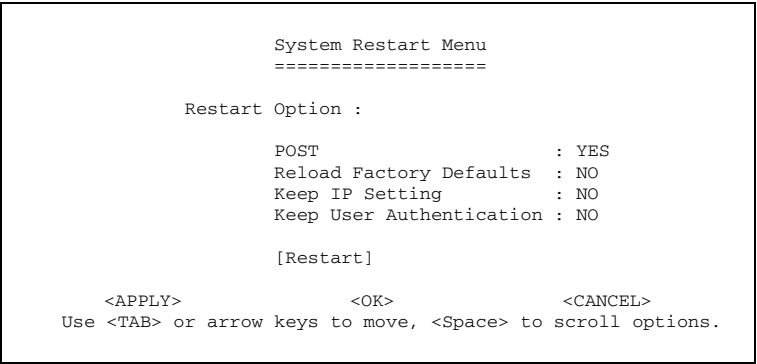 System Restart Menu
===================
Restart Option :
POST : YES
Reload Factory Defaults : NO
Keep IP Setting : NO
Keep User Authentication : NO
[Restart]
<APPLY> <OK> <CANCEL>
Use <TAB> or arrow keys to move, <Space> to scroll options.